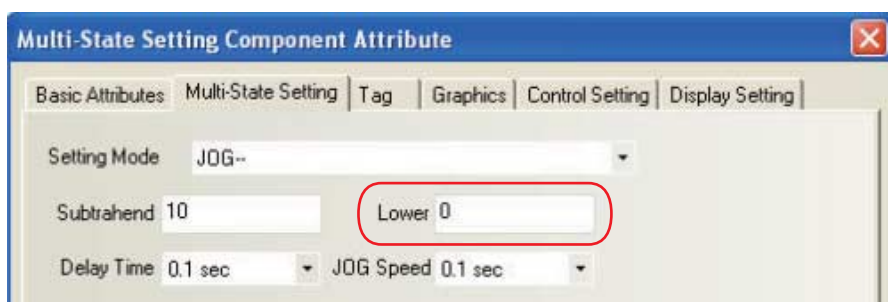 Multi-State Setting Component Attribute
Basic Attributes Multi-State Setting Tag Graphics Control Setting Display Setting
Setting Mode JOG--
Subtrahend 10 Lower 0
Delay Time 0.1 sec JOG Speed 0.1 sec